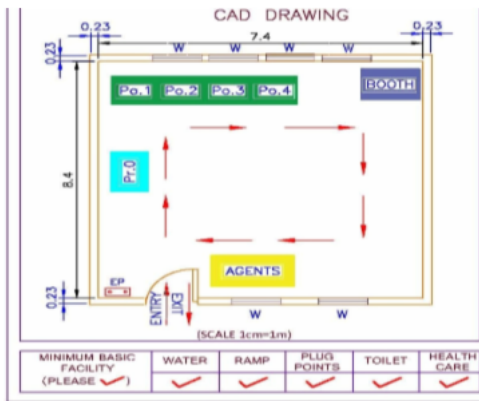 CAD DRAWING
0.23
7.4
0.23
0.23
W W W W
Po.1 Po.2 Po.3 Po.4
BOOTH
8.4
Pr.O
AGENTS
EP
0.23
ENTRY
EXIT
W W
(SCALE 1cm=1m)
MINIMUM BASIC FACILITY (PLEASE ✓)
WATER
RAMP
PLUG POINTS
TOILET
HEALTH CARE
✓ ✓ ✓ ✓ ✓